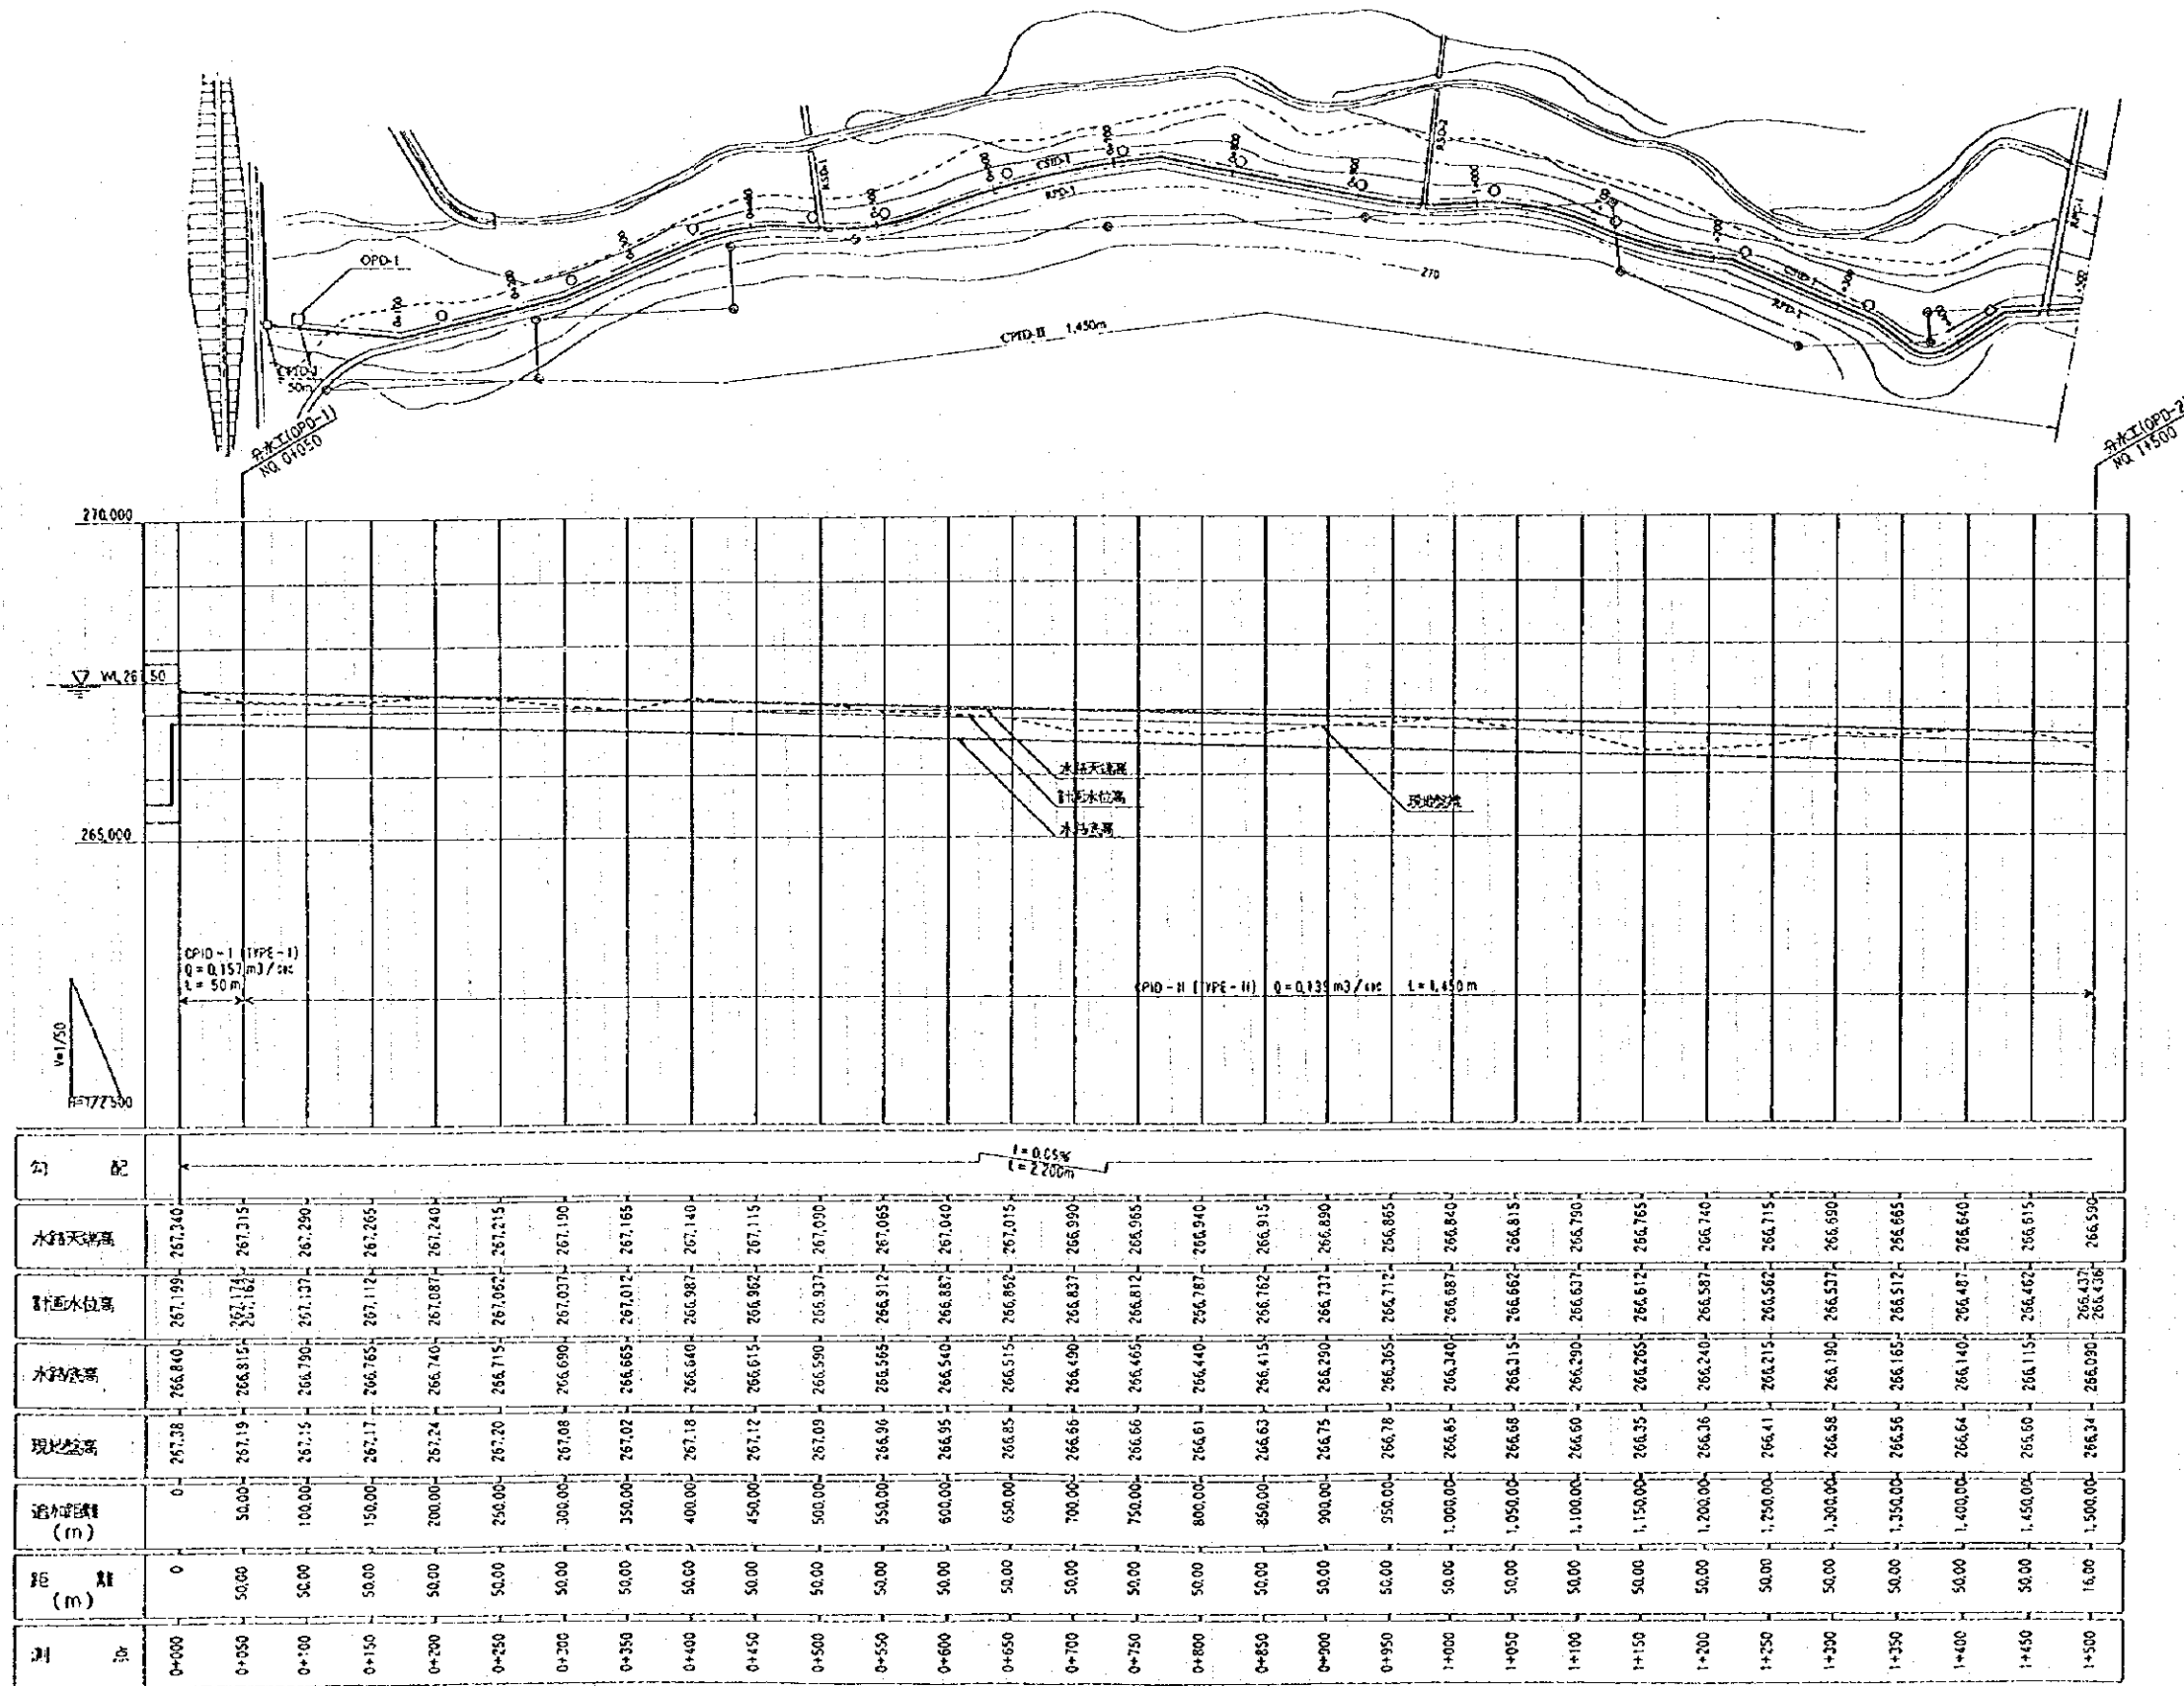 OPD-1
CPID-I
50m
0+100
0+200
RSD-1
CSID-1
RPD-1
RSD-2
270
CPID-II 1,450m
RPD-1
分水工(OPD-1)
NO. 0+050
分水工(OPD-2)
NO. 1+500
270,000
WL.267.50
265,000
水路天端高
計画水位高
水路底高
現地盤高
CPID-I (TYPE-I)
Q=0.157 m3/sec
L=50m
CPID-II (TYPE-II) Q=0.139 m3/sec L=1,450m
V=1/50
H=1/2500
勾配
I=0.05%
L=2,200m
水路天端高 267.340 267.315 267.290 267.265 267.240 267.215 267.190 267.165 267.140 267.115 267.090 267.065 267.040 267.015 266.990 266.965 266.940 266.915 266.890 266.865 266.840 266.815 266.790 266.765 266.740 266.715 266.690 266.665 266.640 266.615 266.590
計画水位高 267.199 267.174 267.162 267.137 267.112 267.087 267.062 267.037 267.012 266.987 266.962 266.937 266.912 266.887 266.862 266.837 266.812 266.787 266.762 266.737 266.712 266.687 266.662 266.637 266.612 266.587 266.562 266.537 266.512 266.487 266.462 266.437 266.436
水路底高 266.840 266.815 266.790 266.765 266.740 266.715 266.690 266.665 266.640 266.615 266.590 266.565 266.540 266.515 266.490 266.465 266.440 266.415 266.290 266.365 266.340 266.315 266.290 266.265 266.240 266.215 266.190 266.165 266.140 266.115 266.090
現地盤高 267.38 267.19 267.15 267.17 267.24 267.20 267.08 267.02 267.18 267.12 267.09 266.96 266.95 266.85 266.66 266.66 266.61 266.63 266.75 266.78 266.85 266.68 266.60 266.35 266.36 266.41 266.58 266.56 266.64 266.60 266.34
追加距離
(m) 0 50.00 100.00 150.00 200.00 250.00 300.00 350.00 400.00 450.00 500.00 550.00 600.00 650.00 700.00 750.00 800.00 850.00 900.00 950.00 1,000.00 1,050.00 1,100.00 1,150.00 1,200.00 1,250.00 1,300.00 1,350.00 1,400.00 1,450.00 1,500.00
距離
(m) 0 50.00 50.00 50.00 50.00 50.00 50.00 50.00 50.00 50.00 50.00 50.00 50.00 50.00 50.00 50.00 50.00 50.00 50.00 50.00 50.00 50.00 50.00 50.00 50.00 50.00 50.00 50.00 50.00 50.00 16.00
測点 0+000 0+050 0+100 0+150 0+200 0+250 0+300 0+350 0+400 0+450 0+500 0+550 0+600 0+650 0+700 0+750 0+800 0+850 0+900 0+950 1+000 1+050 1+100 1+150 1+200 1+250 1+300 1+350 1+400 1+450 1+500